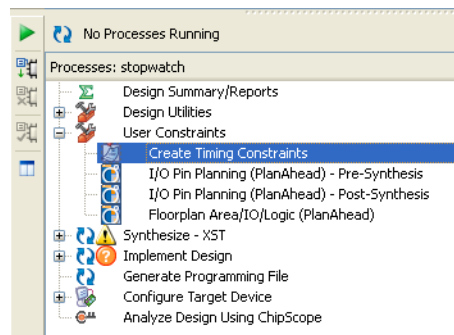 No Processes Running
Processes: stopwatch
Design Summary/Reports
Design Utilities
User Constraints
Create Timing Constraints
I/O Pin Planning (PlanAhead) - Pre-Synthesis
I/O Pin Planning (PlanAhead) - Post-Synthesis
Floorplan Area/IO/Logic (PlanAhead)
Synthesize - XST
Implement Design
Generate Programming File
Configure Target Device
Analyze Design Using ChipScope